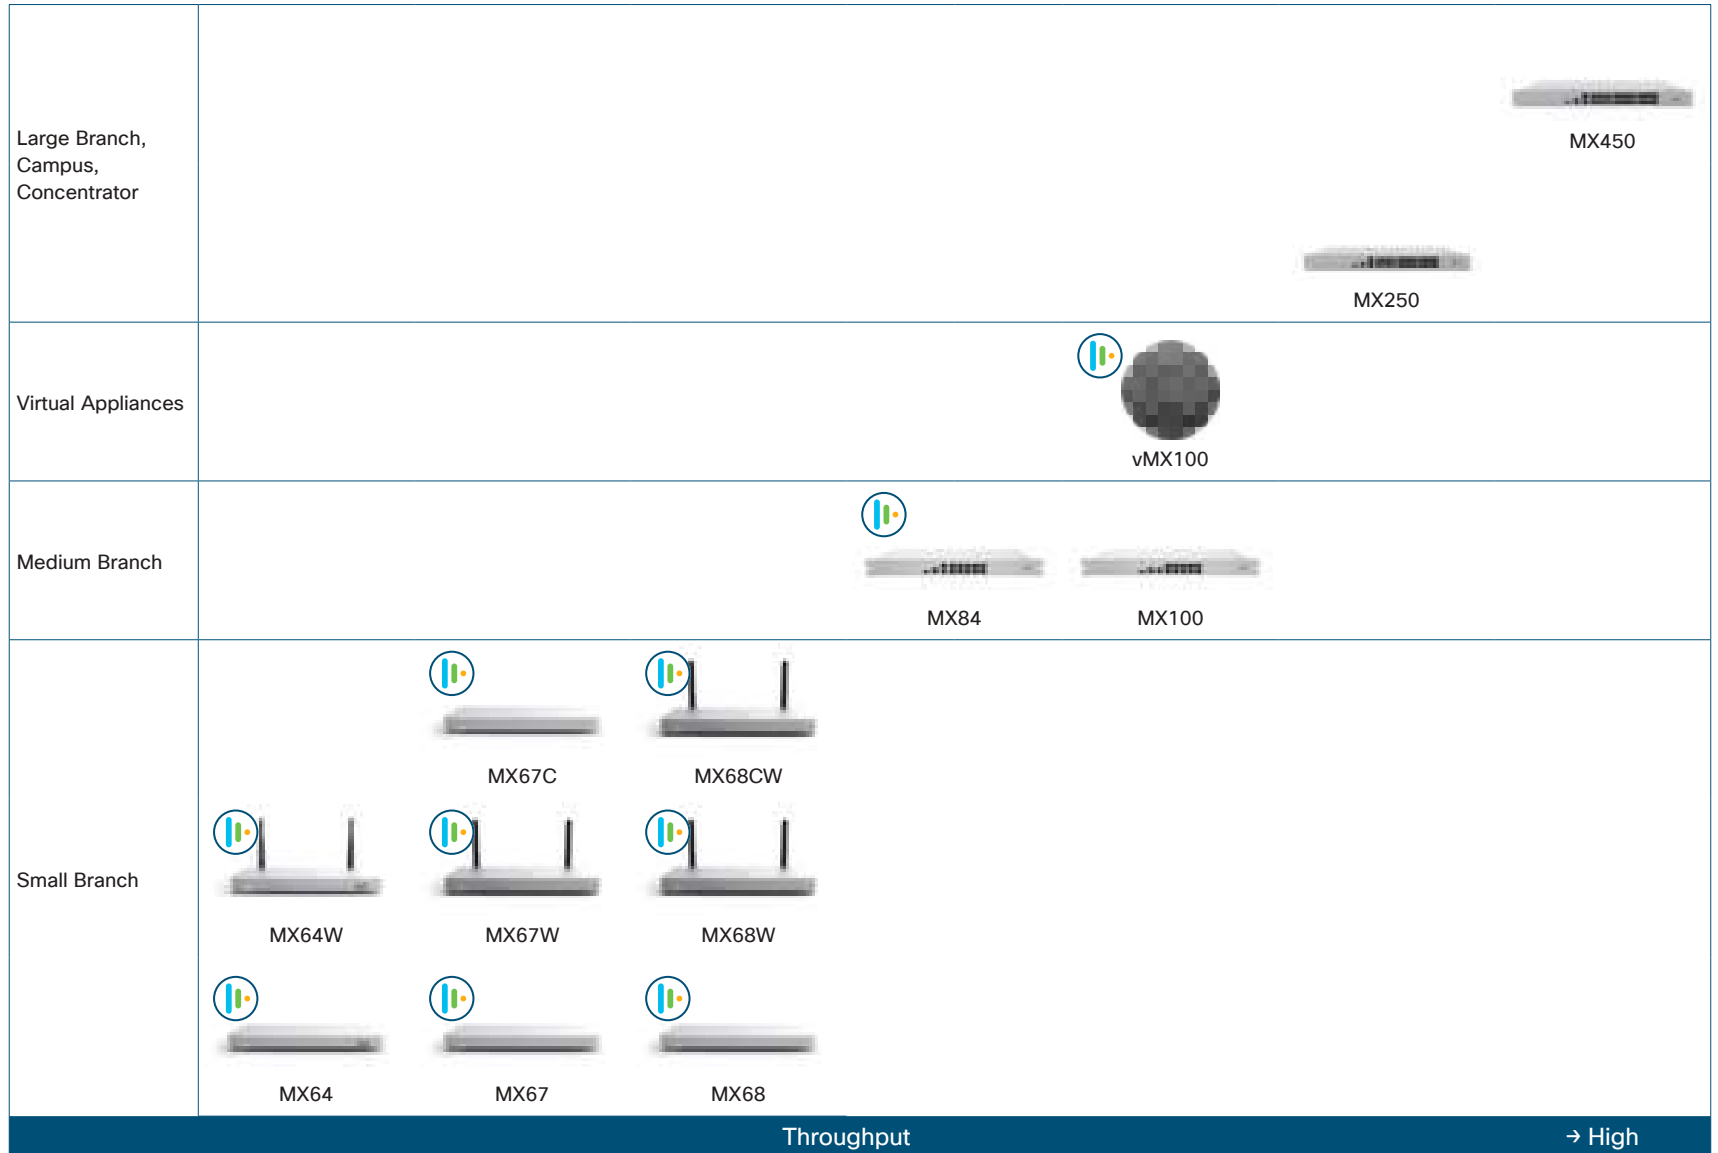 Large Branch,
Campus,
Concentrator
MX450
MX250
Virtual Appliances
vMX100
Medium Branch
MX84
MX100
Small Branch
MX67C
MX68CW
MX64W
MX67W
MX68W
MX64
MX67
MX68
Throughput
→ High